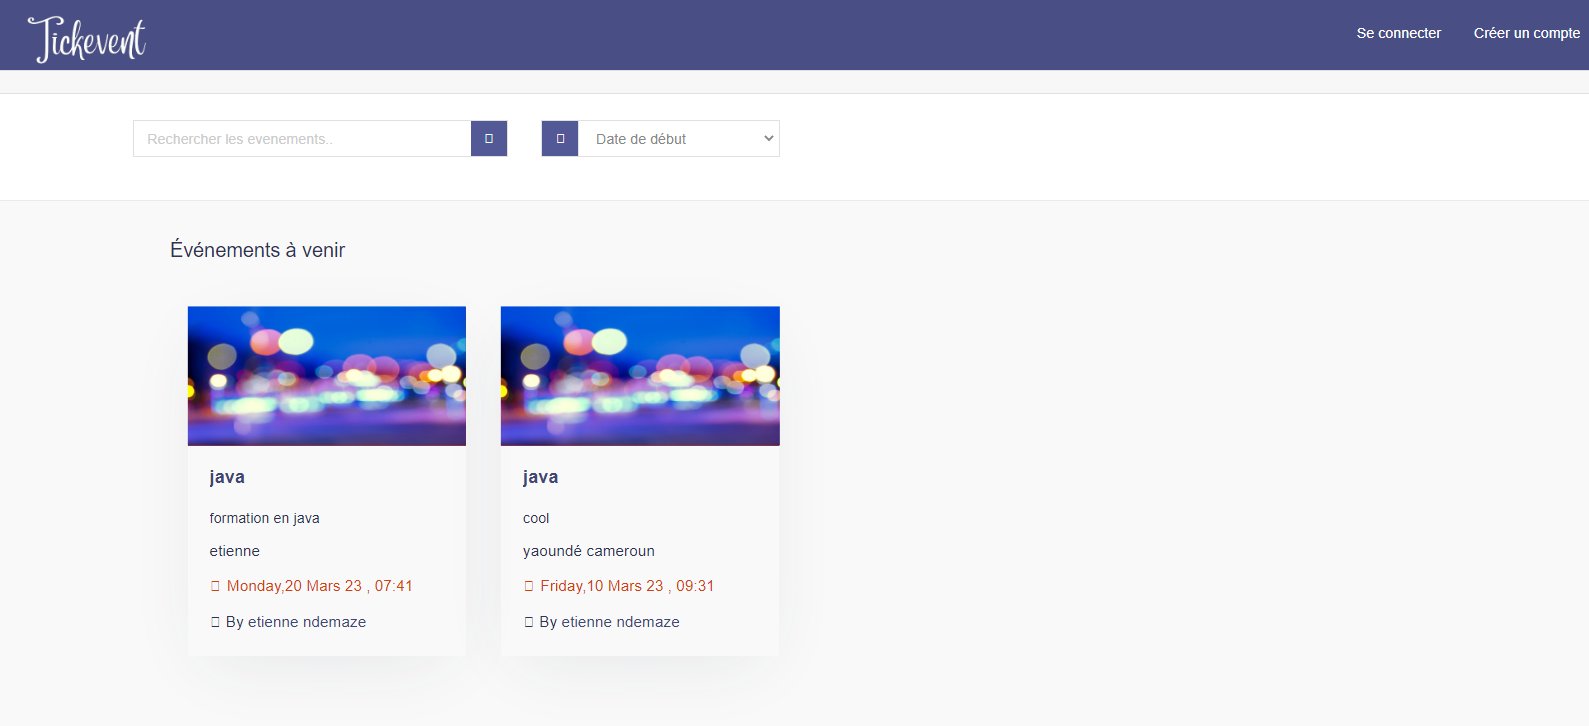 Tickevent
Se connecter
Créer un compte
Rechercher les evenements..
Date de début
Événements à venir
java
formation en java
etienne
Monday,20 Mars 23 , 07:41
By etienne ndemaze
java
cool
yaoundé cameroun
Friday,10 Mars 23 , 09:31
By etienne ndemaze